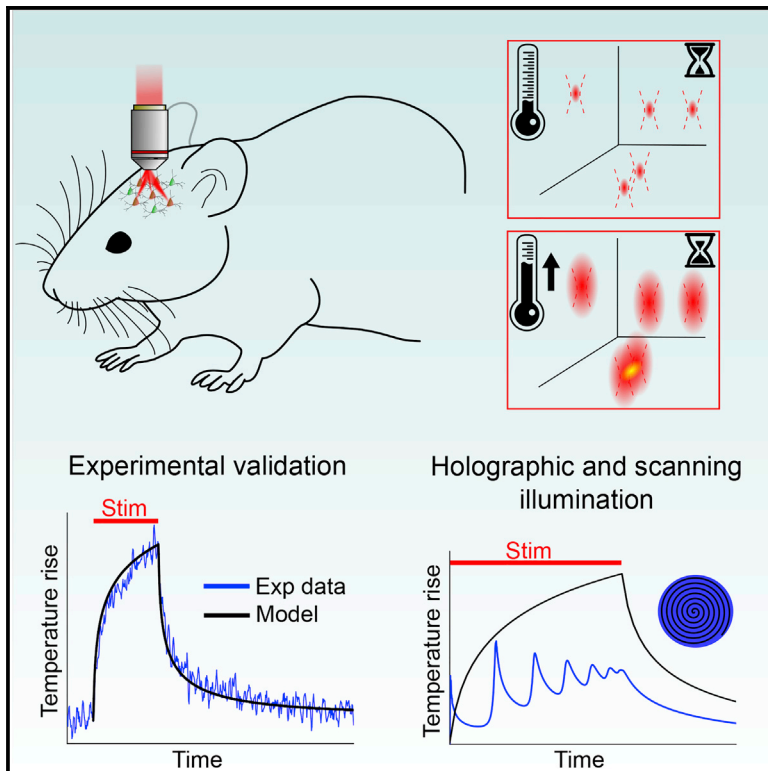 Experimental validation
Stim
Exp data
Model
Temperature rise
Time
Holographic and scanning
illumination
Stim
Temperature rise
Time